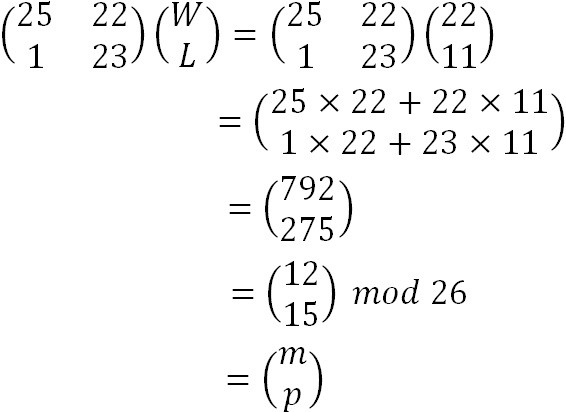 (25 22
1 23)(W
L) = (25 22
1 23)(22
11)
= (25 × 22 + 22 × 11
1 × 22 + 23 × 11)
= (792
275)
= (12
15) mod 26
= (m
p)